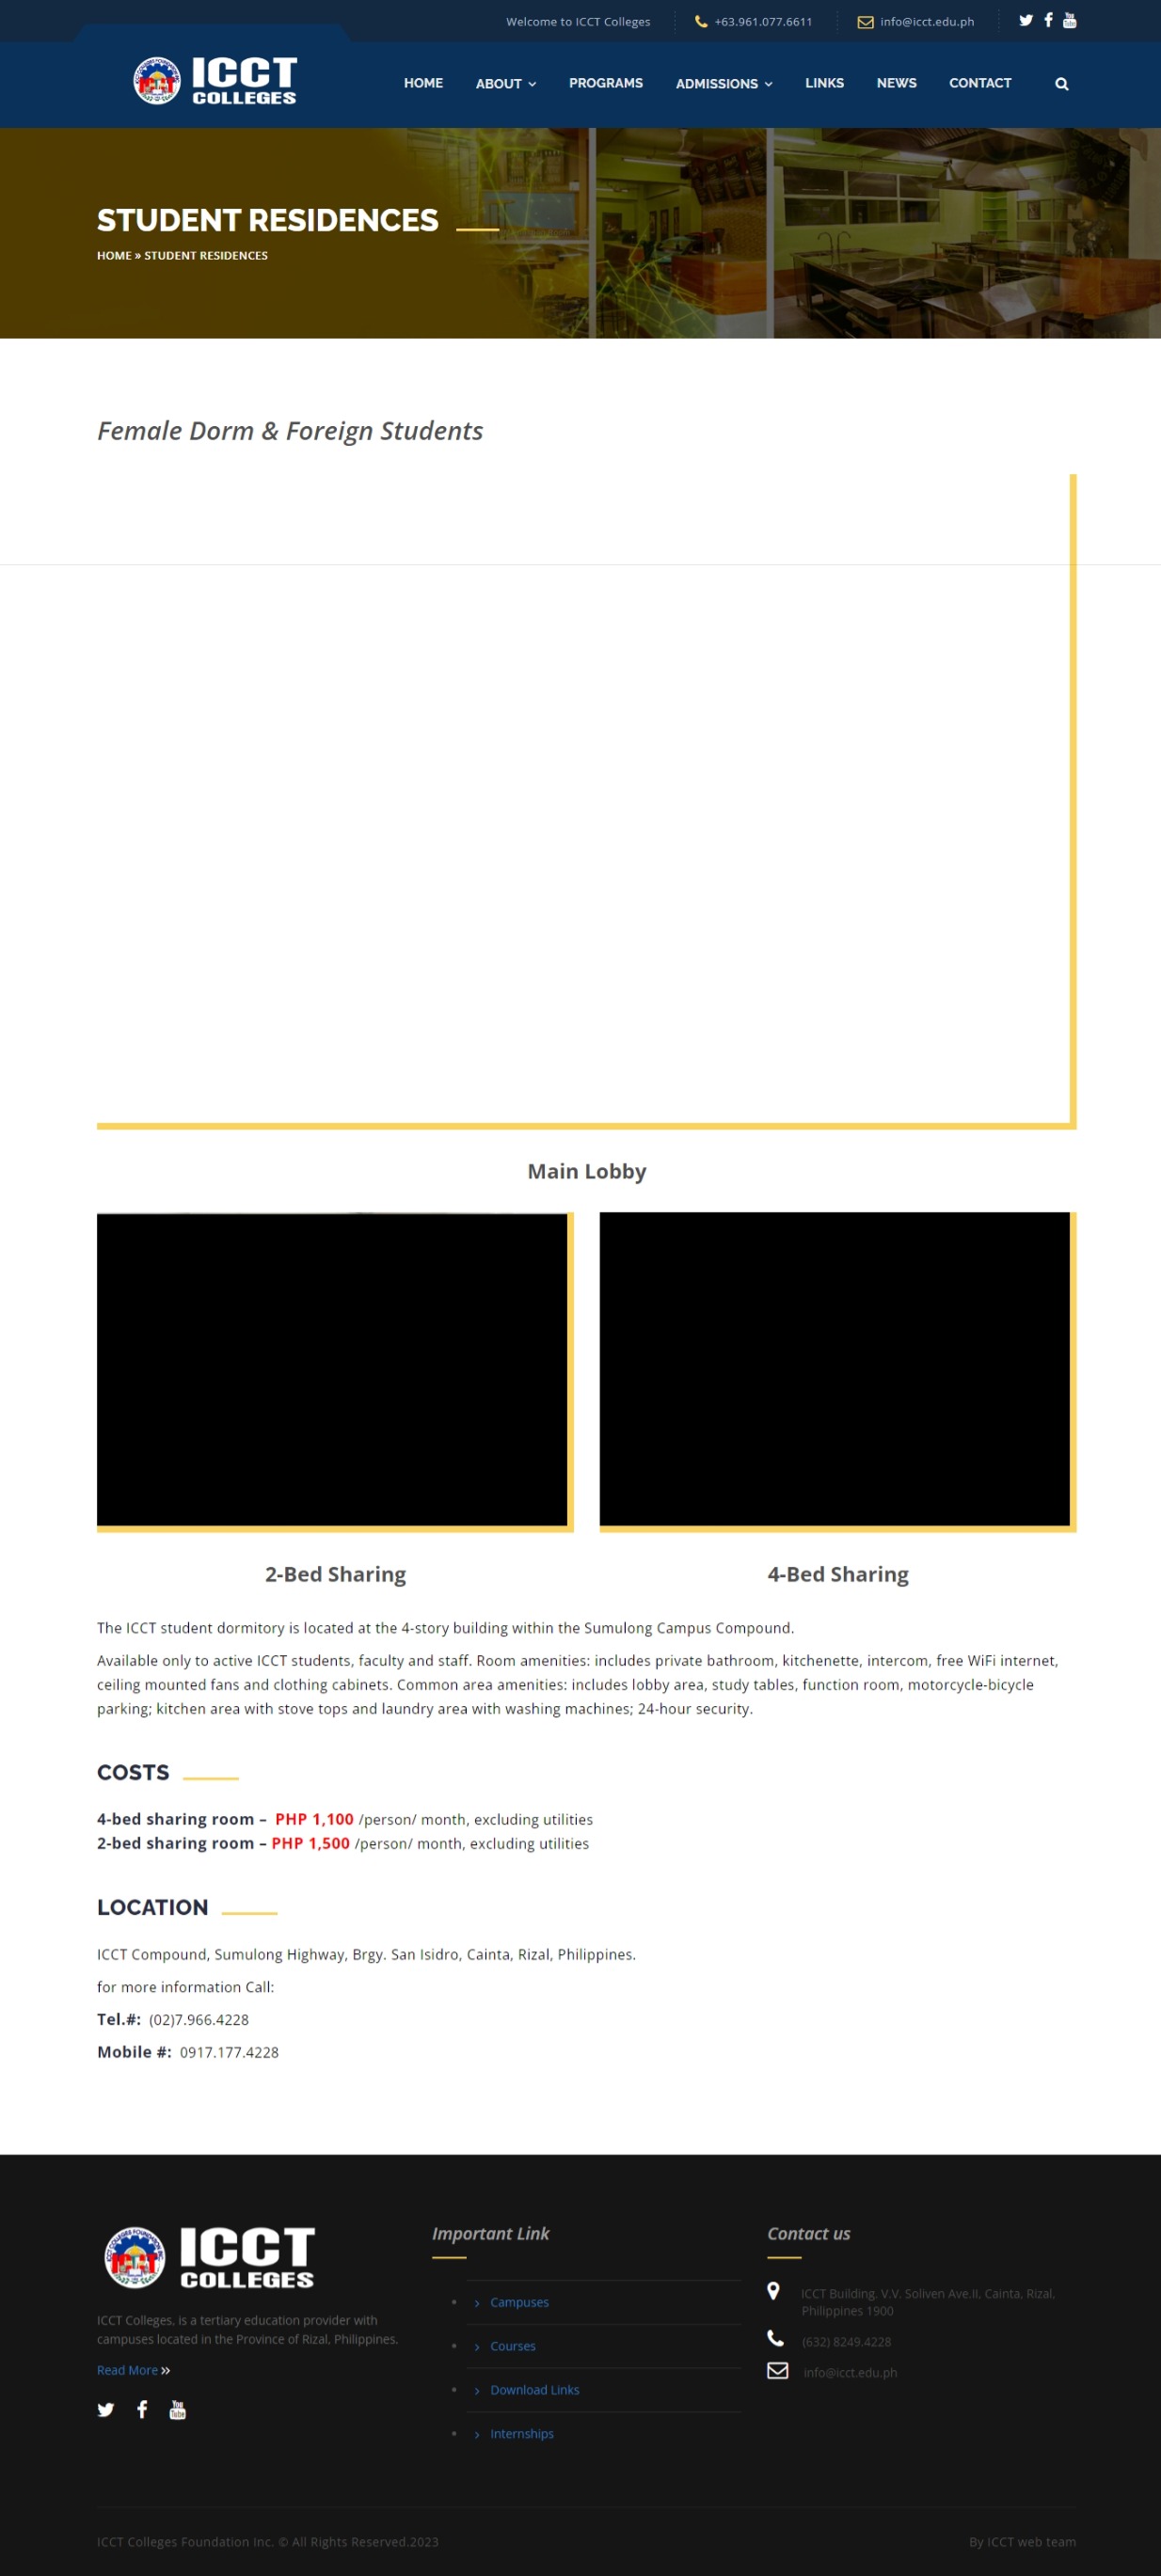 Welcome to ICCT Colleges
+63.961.077.6611
info@icct.edu.ph
ICCT
COLLEGES
HOME
ABOUT
PROGRAMS
ADMISSIONS
LINKS
NEWS
CONTACT
STUDENT RESIDENCES
HOME » STUDENT RESIDENCES
Female Dorm & Foreign Students
Main Lobby
2-Bed Sharing
4-Bed Sharing
The ICCT student dormitory is located at the 4-story building within the Sumulong Campus Compound.
Available only to active ICCT students, faculty and staff. Room amenities: includes private bathroom, kitchenette, intercom, free WiFi internet,
ceiling mounted fans and clothing cabinets. Common area amenities: includes lobby area, study tables, function room, motorcycle-bicycle
parking; kitchen area with stove tops and laundry area with washing machines; 24-hour security.
COSTS
4-bed sharing room – PHP 1,100 /person/ month, excluding utilities
2-bed sharing room – PHP 1,500 /person/ month, excluding utilities
LOCATION
ICCT Compound, Sumulong Highway, Brgy. San Isidro, Cainta, Rizal, Philippines.
for more information Call:
Tel.#: (02)7.966.4228
Mobile #: 0917.177.4228
ICCT
COLLEGES
ICCT Colleges, is a tertiary education provider with
campuses located in the Province of Rizal, Philippines.
Read More »
You
Tube
Important Link
Campuses
Courses
Download Links
Internships
Contact us
ICCT Building. V.V. Soliven Ave.II, Cainta, Rizal,
Philippines 1900
(632) 8249.4228
info@icct.edu.ph
ICCT Colleges Foundation Inc. © All Rights Reserved.2023
By ICCT web team